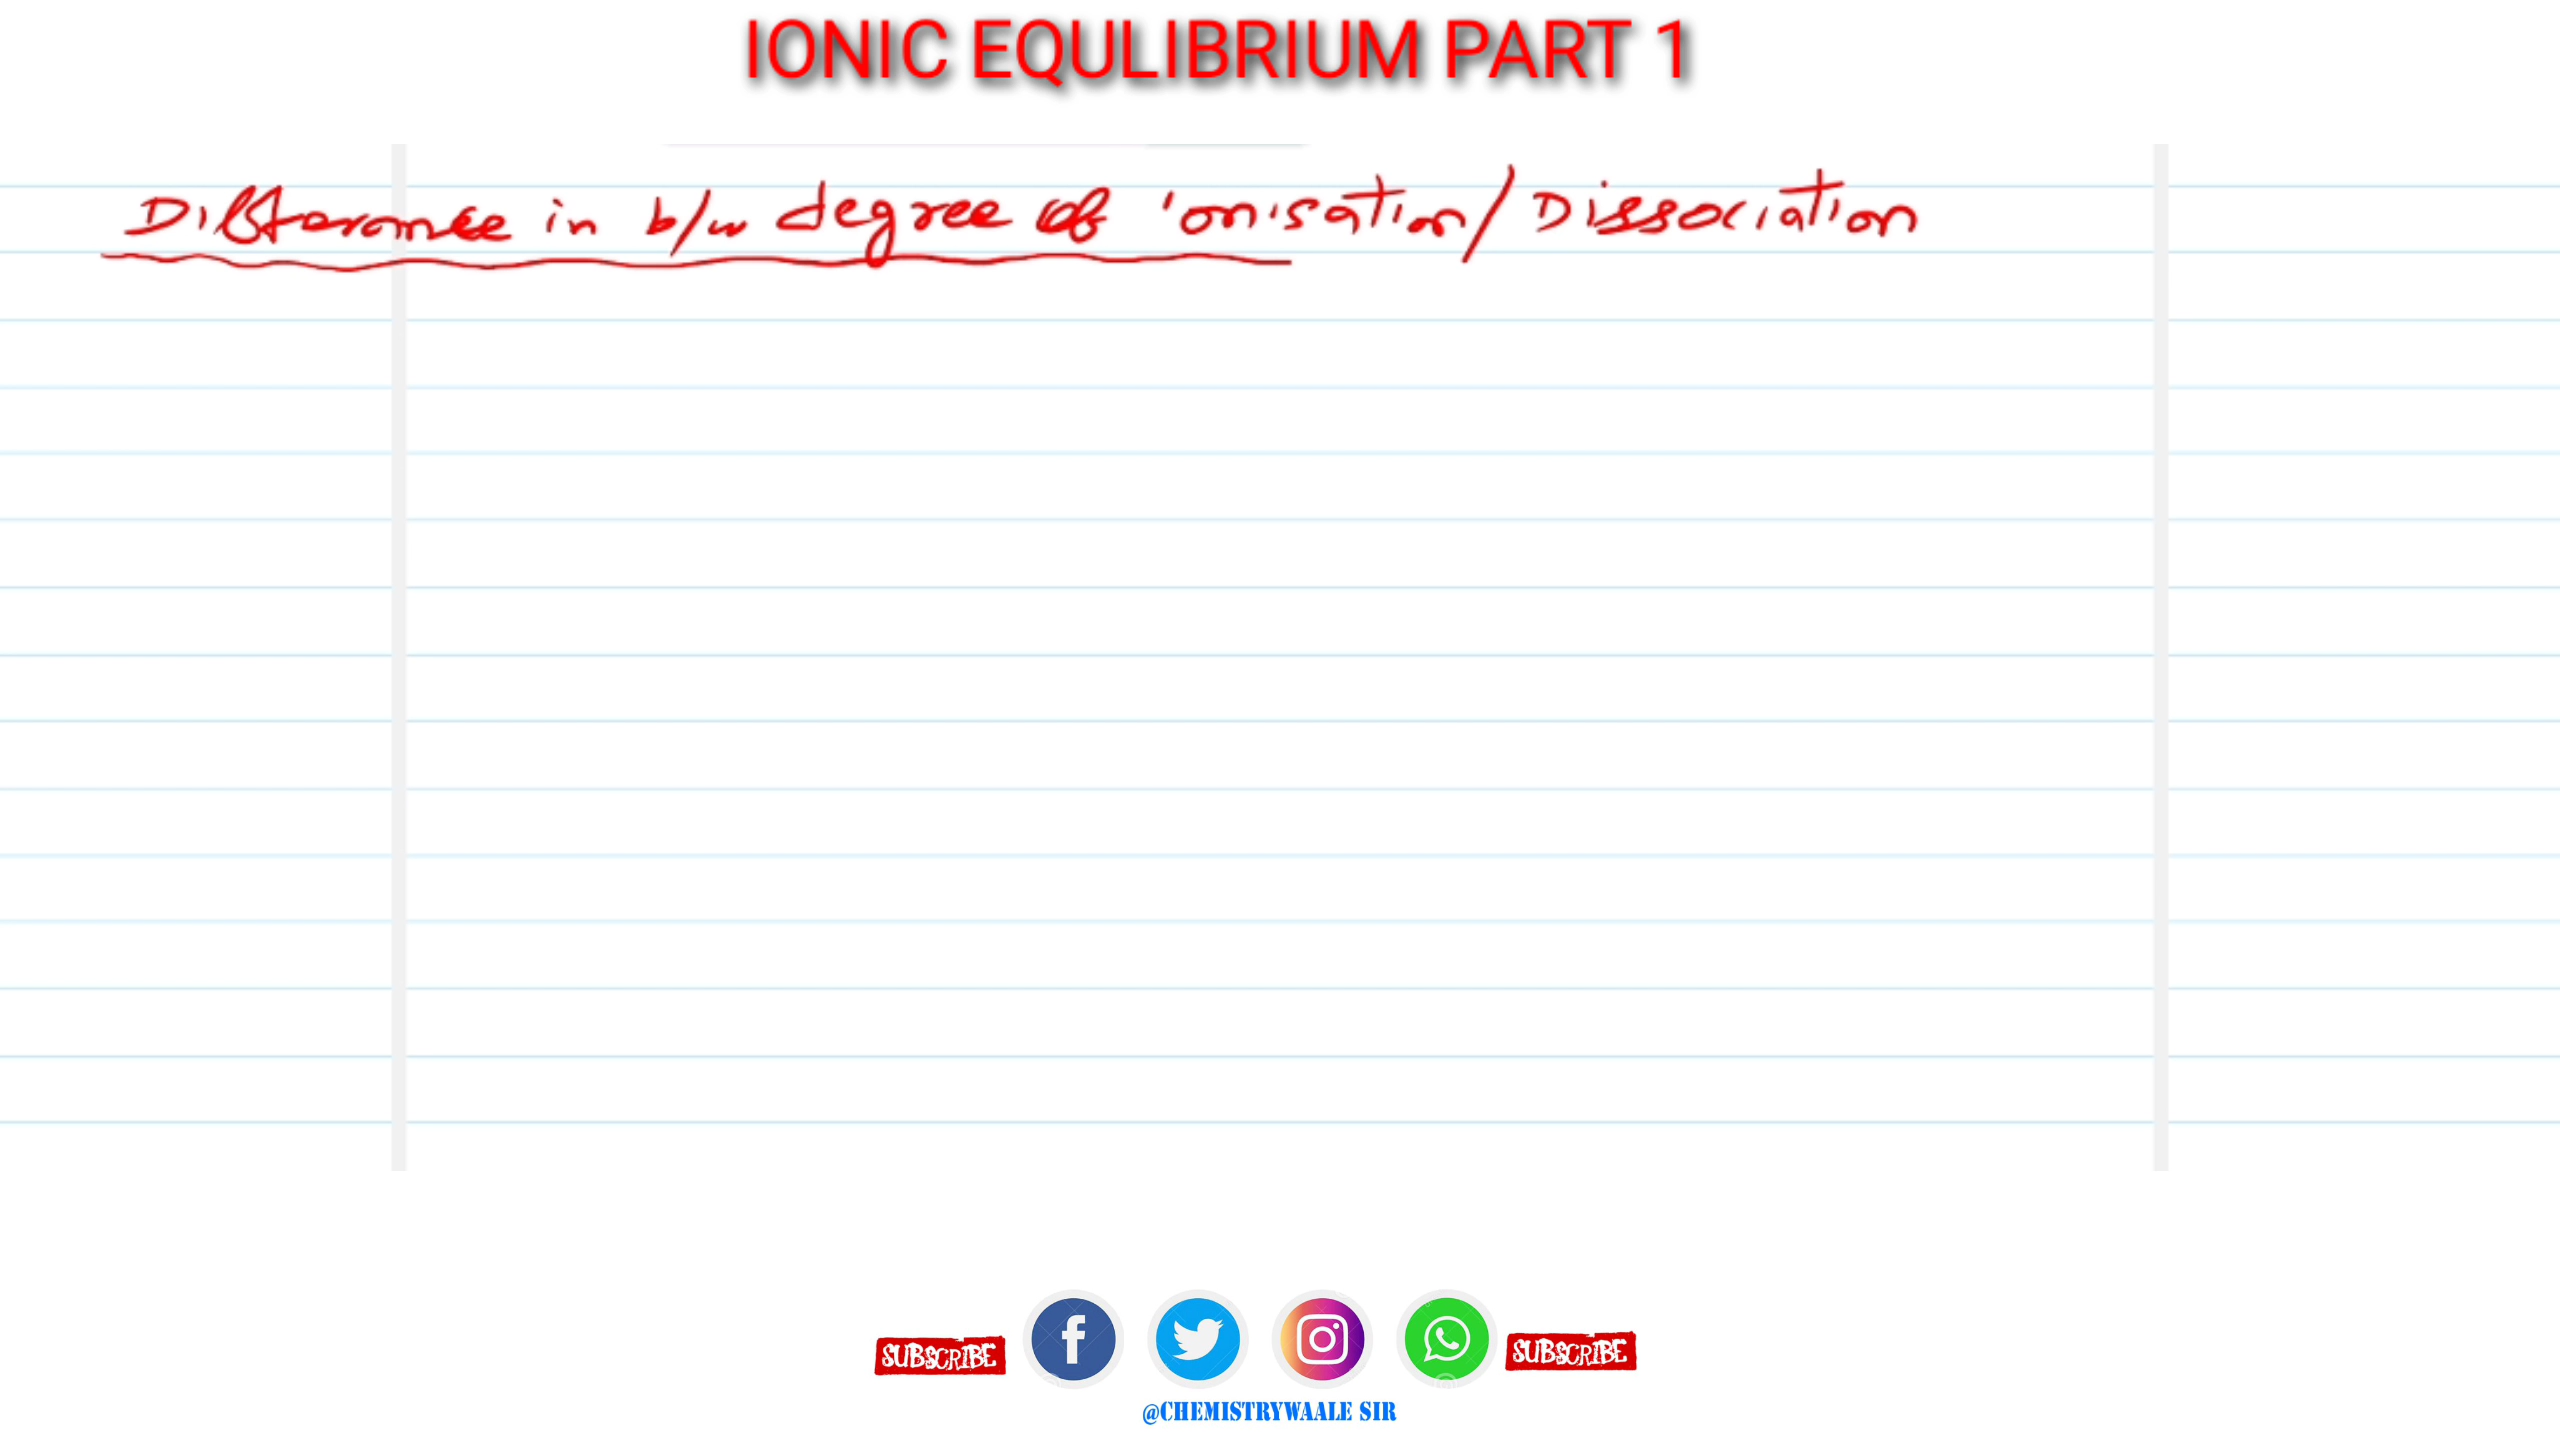 IONIC EQULIBRIUM PART 1
Difference in b/w degree of ionisation/Dissociation
SUBSCRIBE
SUBSCRIBE
@CHEMISTRYWAALE SIR